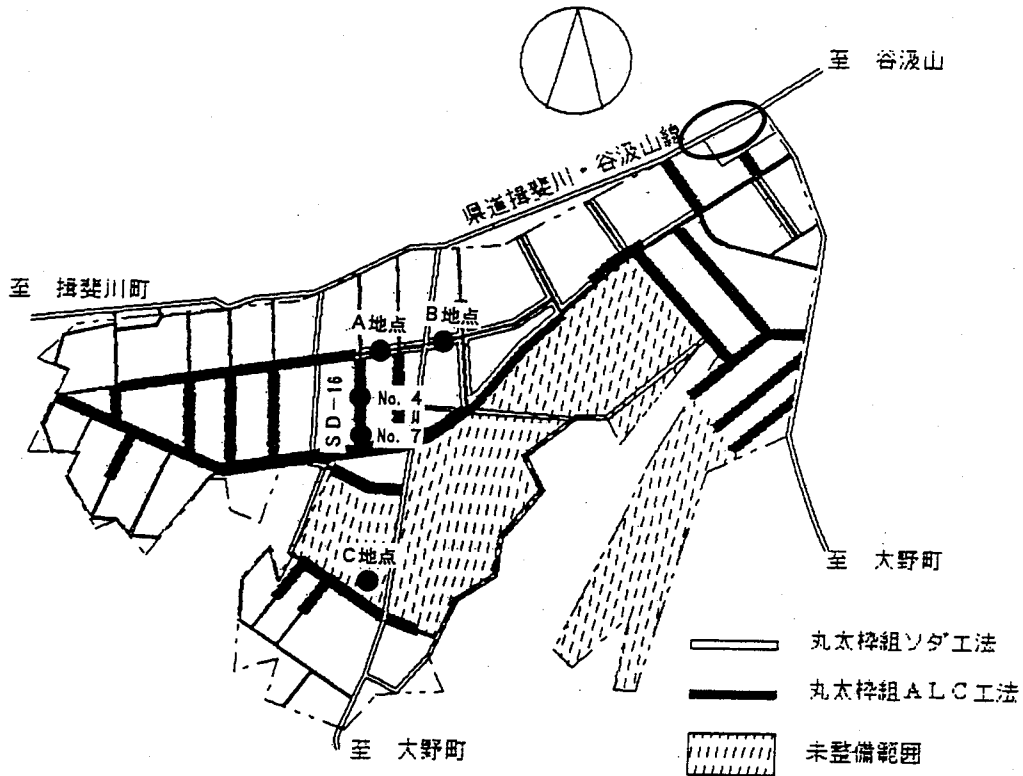 至 谷汲山
県道揖斐川・谷汲山線
至 揖斐川町
A地点
B地点
SD-16
No. 4
No. 7
C地点
至 大野町
至 大野町
丸太枠組ソダ工法
丸太枠組ALC工法
未整備範囲